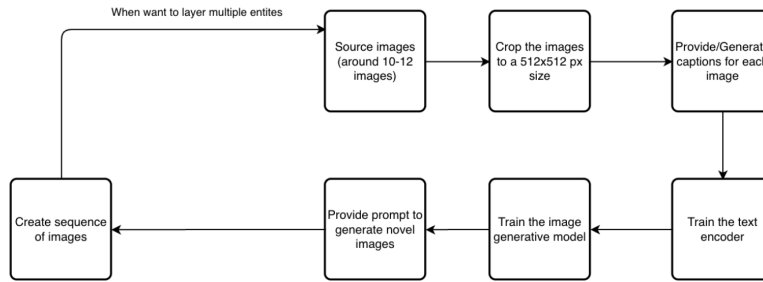 When want to layer multiple entites
Source images
(around 10-12
images)
Crop the images
to a 512x512 px
size
Provide/Generate
captions for each
image
Create sequence
of images
Provide prompt to
generate novel
images
Train the image
generative model
Train the text
encoder